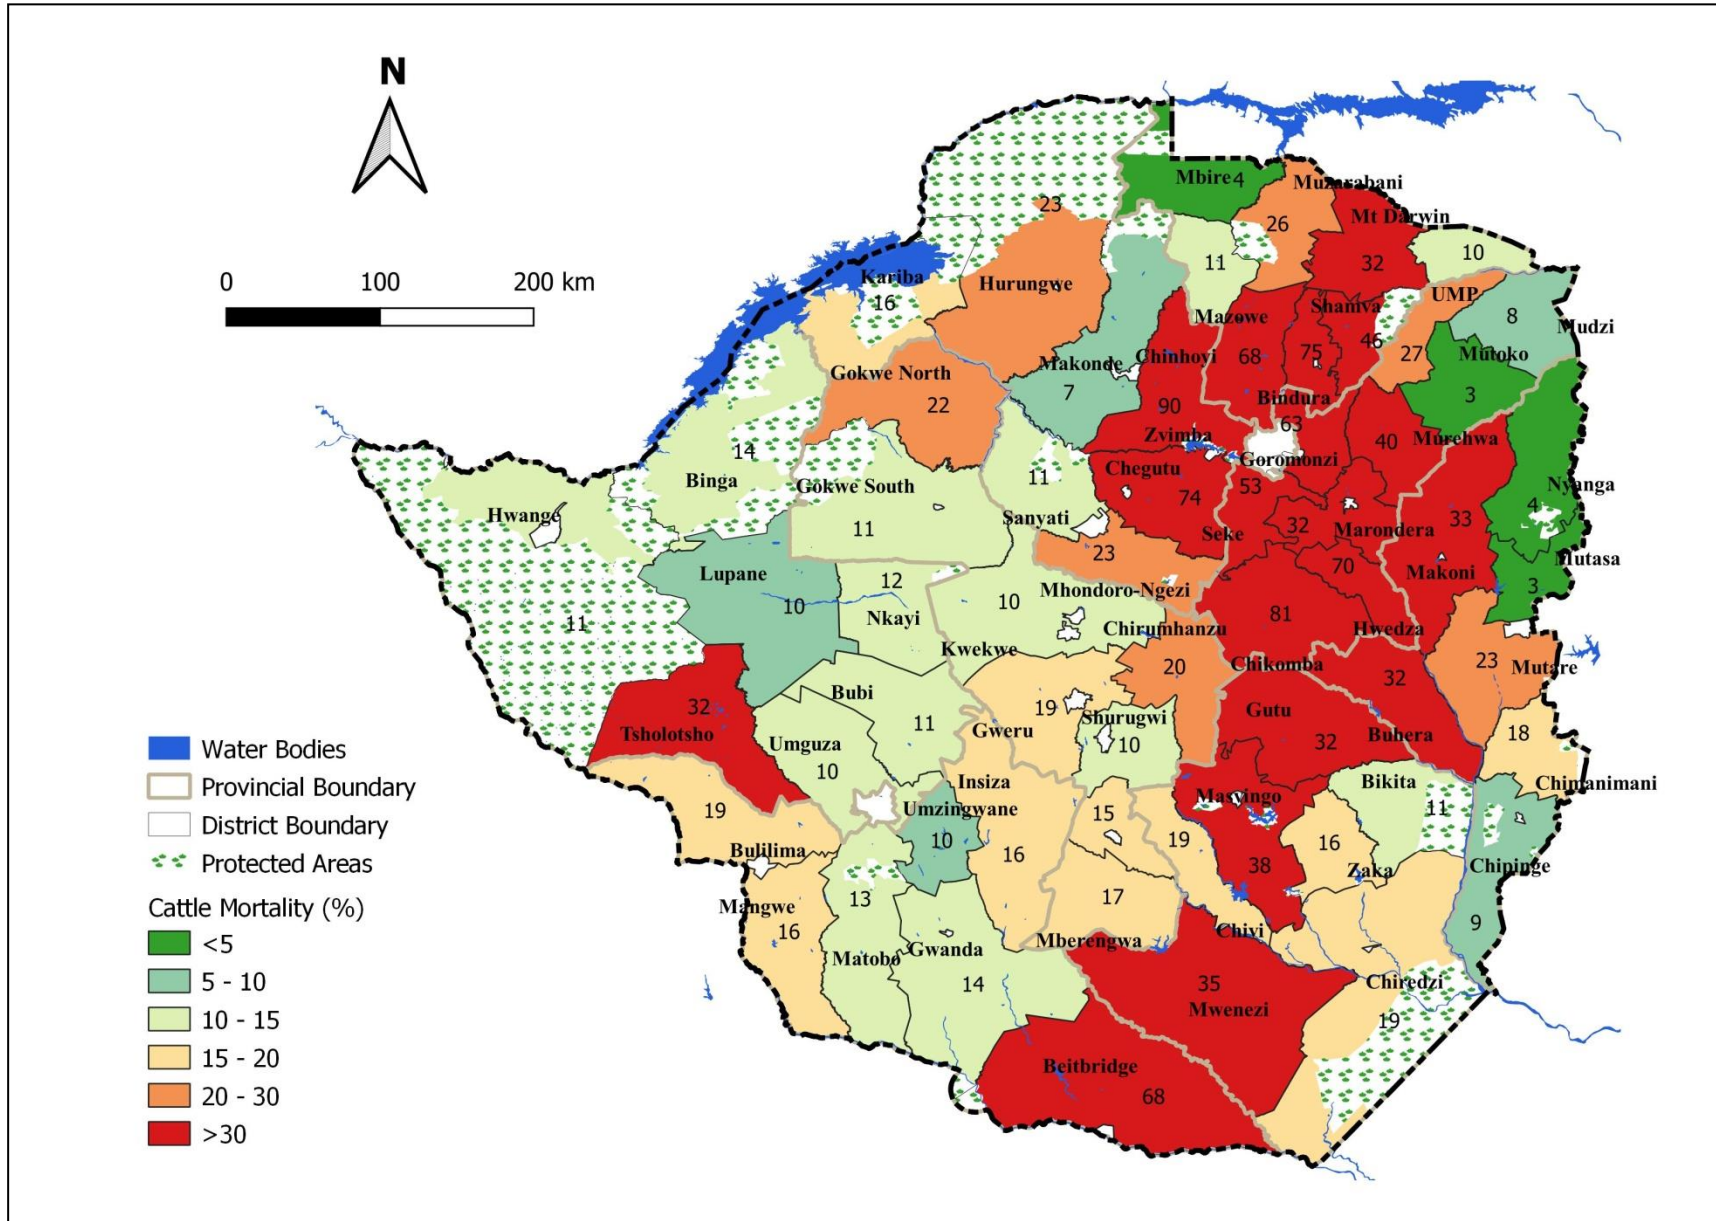 N
0 100 200 km
Mbire 4
Muzarabani
23
26
Mt Darwin
11
32
10
Kariba
16
Hurungwe
UMP
Mazowe
Shamva
8
Mudzi
Makonde
Chinhoyi
68
75
46
27
Mutoko
Gokwe North
22
7
90
Bindura
3
63
Zvimba
40
Murehwa
14
Binga
11
Chegutu
Goromonzi
Gokwe South
74
53
Nyanga
4
Hwange
Sanyati
32
Marondera
33
11
Seke
23
70
Makoni
Mutasa
Lupane
12
3
10
Nkayi
10
Mhondoro-Ngezi
11
81
Hwedza
Kwekwe
Chirumhanzu
20
Chikomba
32
23
Mutare
Bubi
32
Tsholotsho
11
19
Gweru
Shurugwi
Gutu
Umguza
10
10
32
Buhera
18
Insiza
Bikita
Chimanimani
19
Umzingwane
Masvingo
11
15
Bulilima
10
16
19
16
Zaka
Chipinge
38
Mangwe
13
17
16
9
Matobo
Gwanda
Mberengwa
Chivi
14
35
Chiredzi
Mwenezi
19
Beitbridge
68
Water Bodies
Provincial Boundary
District Boundary
Protected Areas
Cattle Mortality (%)
<5
5 - 10
10 - 15
15 - 20
20 - 30
>30